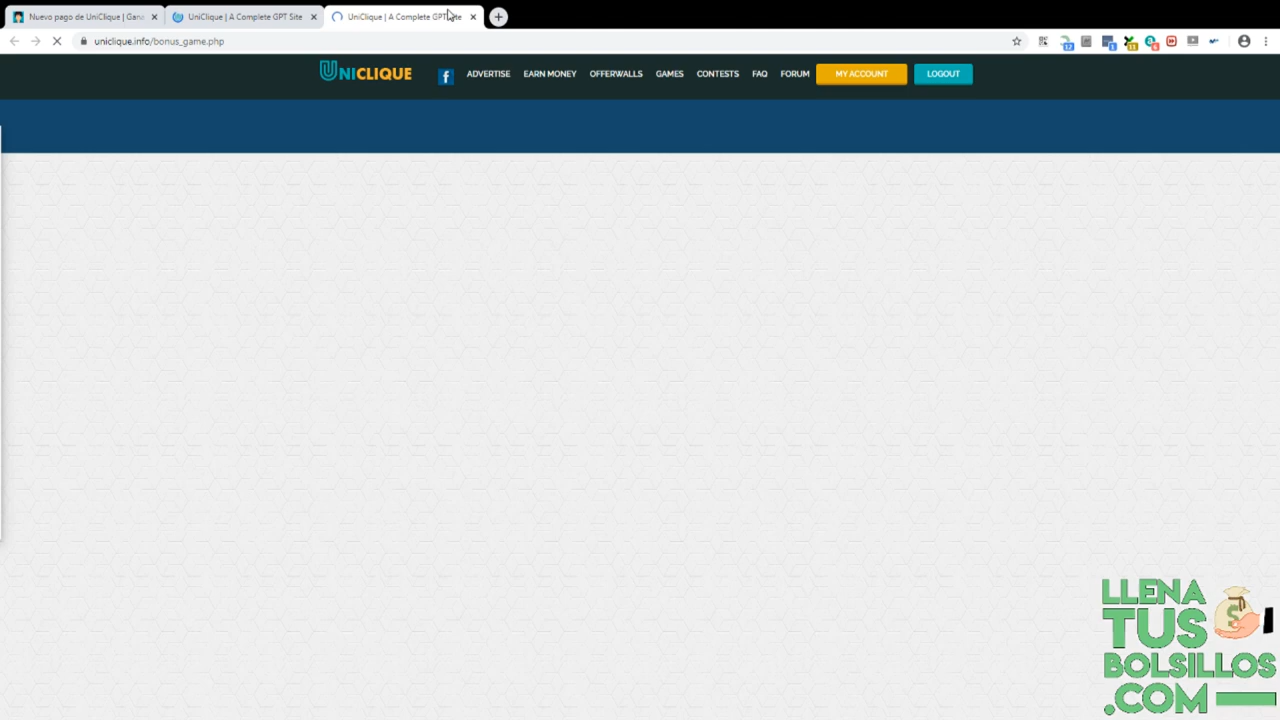 Nuevo pago de UniClique | Gana
UniClique | A Complete GPT Site
UniClique | A Complete GPT Site
uniclique.info/bonus_game.php
UNICLIQUE
f
ADVERTISE
EARN MONEY
OFFERWALLS
GAMES
CONTESTS
FAQ
FORUM
MY ACCOUNT
LOGOUT
LLENA
TUS
BOLSILLOS
.COM